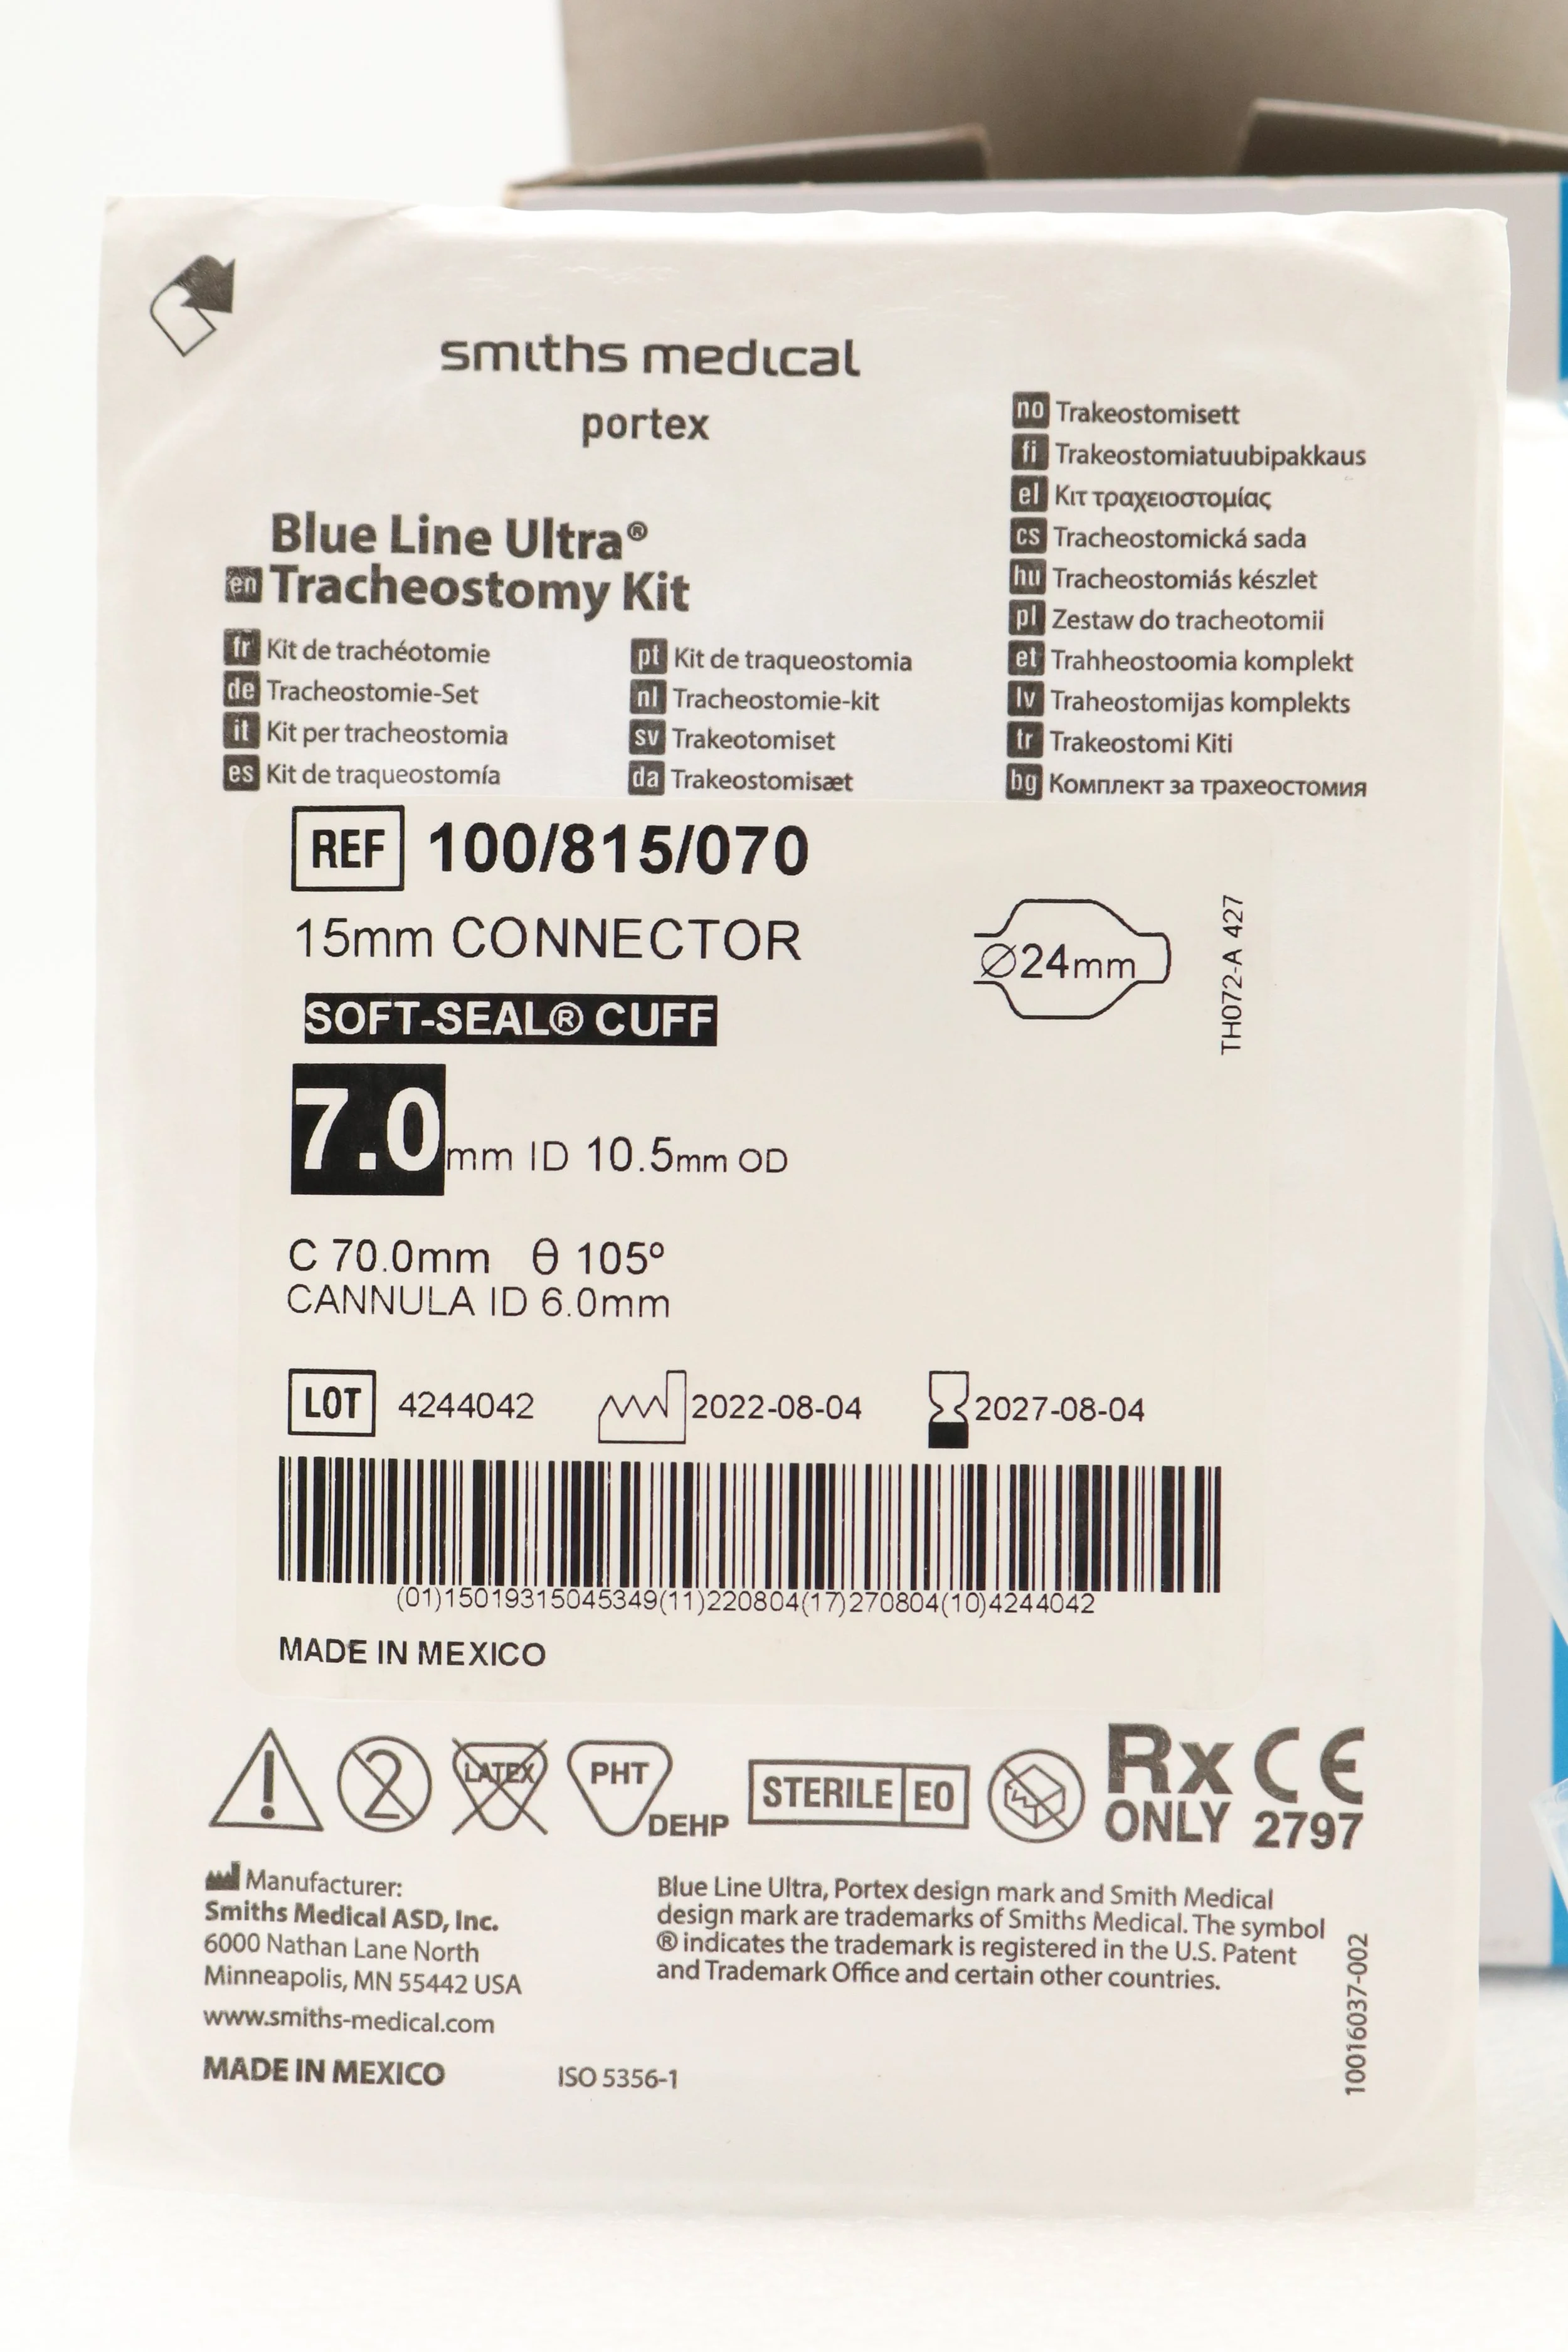 smiths medical
portex
Blue Line Ultra®
en Tracheostomy Kit
fr Kit de trachéotomie
de Tracheostomie-Set
it Kit per tracheostomia
es Kit de traqueostomía
pt Kit de traqueostomia
nl Tracheostomie-kit
sv Trakeotomiset
da Trakeostomisæt
no Trakeostomisett
fi Trakeostomiatuubipakkaus
el Κιτ τραχειοστομίας
cs Tracheostomická sada
hu Tracheostomiás készlet
pl Zestaw do tracheotomii
et Trahheostoomia komplekt
lv Traheostomijas komplekts
tr Trakeostomi Kiti
bg Комплект за трахеостомия
REF 100/815/070
15mm CONNECTOR
∅24mm
TH072-A 427
SOFT-SEAL® CUFF
7.0mm ID 10.5mm OD
C 70.0mm θ 105º
CANNULA ID 6.0mm
LOT 4244042 2022-08-04 2027-08-04
(01)15019315045349(11)220804(17)270804(10)4244042
MADE IN MEXICO
2 LATEX PHT DEHP STERILE EO Rx ONLY CE 2797
Manufacturer:
Smiths Medical ASD, Inc.
6000 Nathan Lane North
Minneapolis, MN 55442 USA
www.smiths-medical.com
MADE IN MEXICO
ISO 5356-1
Blue Line Ultra, Portex design mark and Smith Medical
design mark are trademarks of Smiths Medical. The symbol
® indicates the trademark is registered in the U.S. Patent
and Trademark Office and certain other countries.
10016037-002